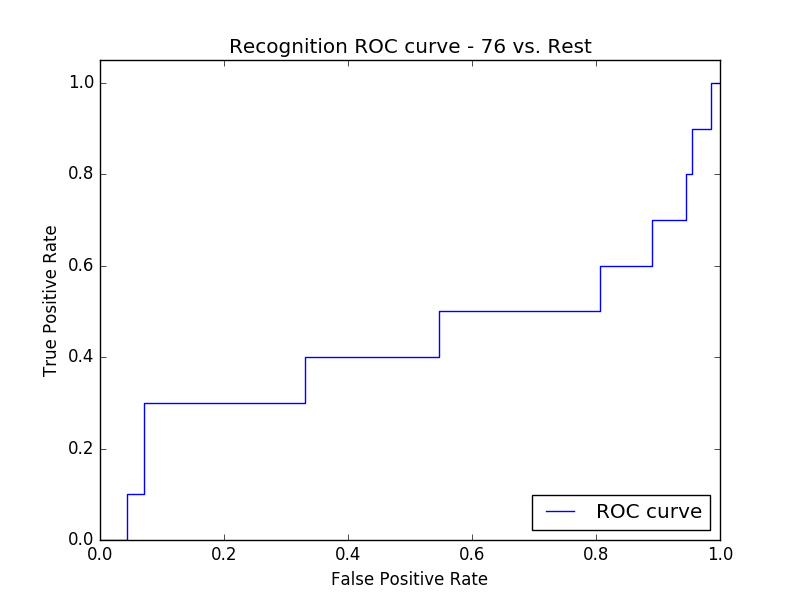 Recognition ROC curve - 76 vs. Rest
1.0
0.8
0.6
0.4
0.2
0.0
True Positive Rate
ROC curve
0.0 0.2 0.4 0.6 0.8 1.0
False Positive Rate